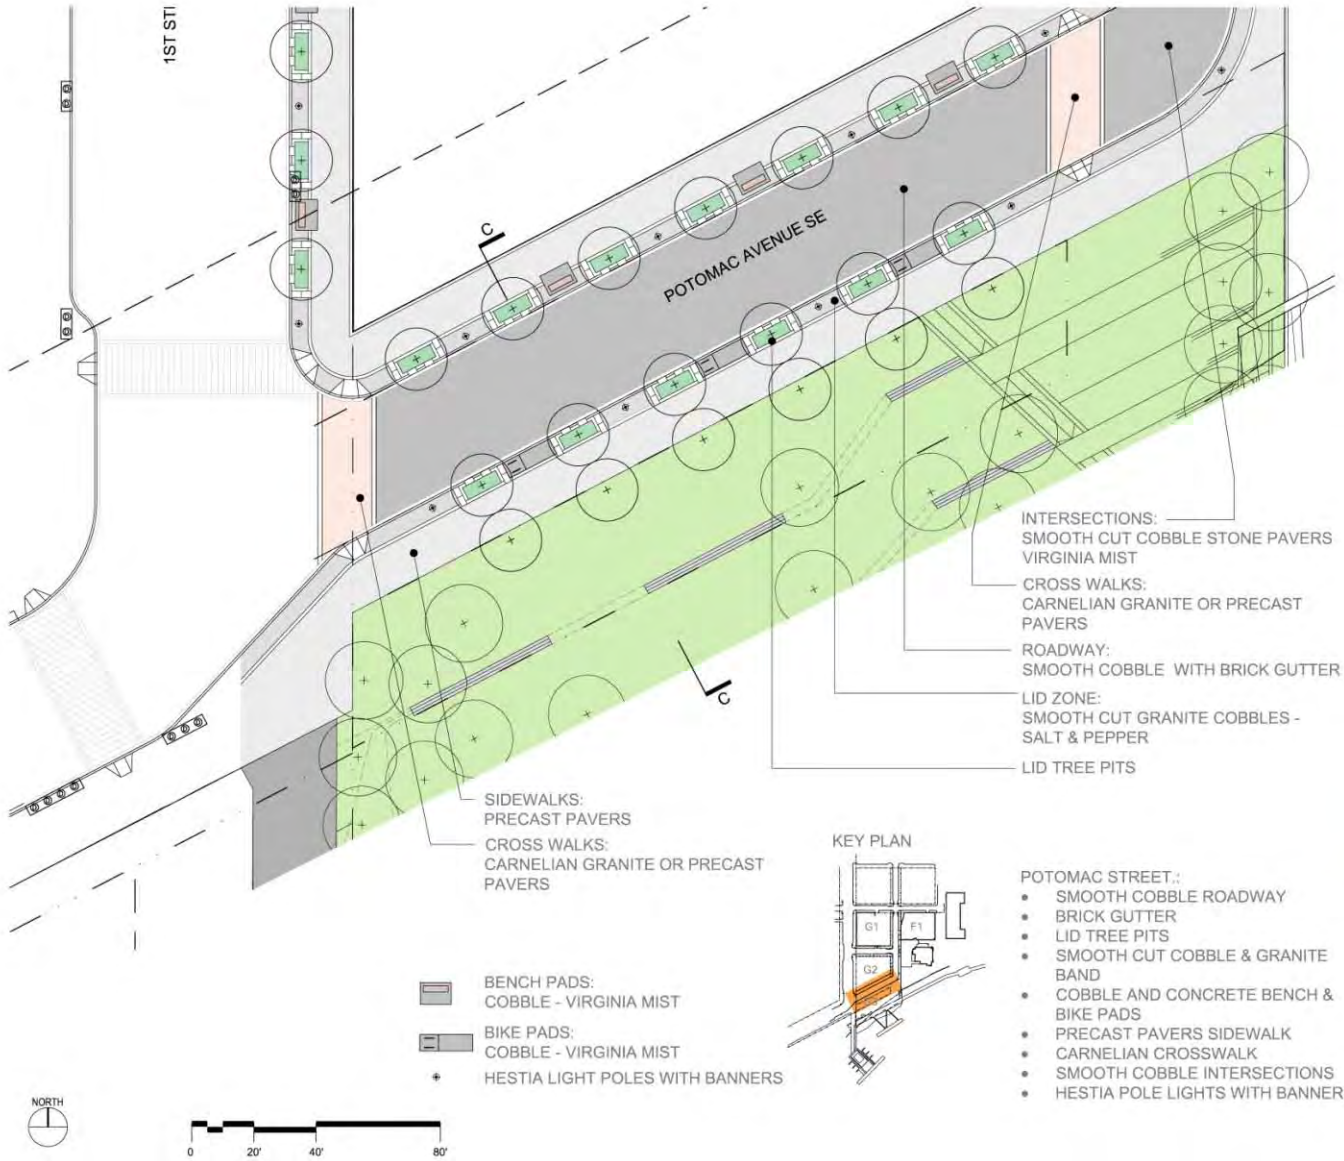 1ST ST
C
POTOMAC AVENUE SE
C
INTERSECTIONS:
SMOOTH CUT COBBLE STONE PAVERS
VIRGINIA MIST
CROSS WALKS:
CARNELIAN GRANITE OR PRECAST
PAVERS
ROADWAY:
SMOOTH COBBLE WITH BRICK GUTTER
LID ZONE:
SMOOTH CUT GRANITE COBBLES -
SALT & PEPPER
LID TREE PITS
SIDEWALKS:
PRECAST PAVERS
CROSS WALKS:
CARNELIAN GRANITE OR PRECAST
PAVERS
KEY PLAN
G1
F1
G2
POTOMAC STREET.:
• SMOOTH COBBLE ROADWAY
• BRICK GUTTER
• LID TREE PITS
• SMOOTH CUT COBBLE & GRANITE
BAND
• COBBLE AND CONCRETE BENCH &
BIKE PADS
• PRECAST PAVERS SIDEWALK
• CARNELIAN CROSSWALK
• SMOOTH COBBLE INTERSECTIONS
• HESTIA POLE LIGHTS WITH BANNER
BENCH PADS:
COBBLE - VIRGINIA MIST
BIKE PADS:
COBBLE - VIRGINIA MIST
HESTIA LIGHT POLES WITH BANNERS
NORTH
0 20' 40' 80'